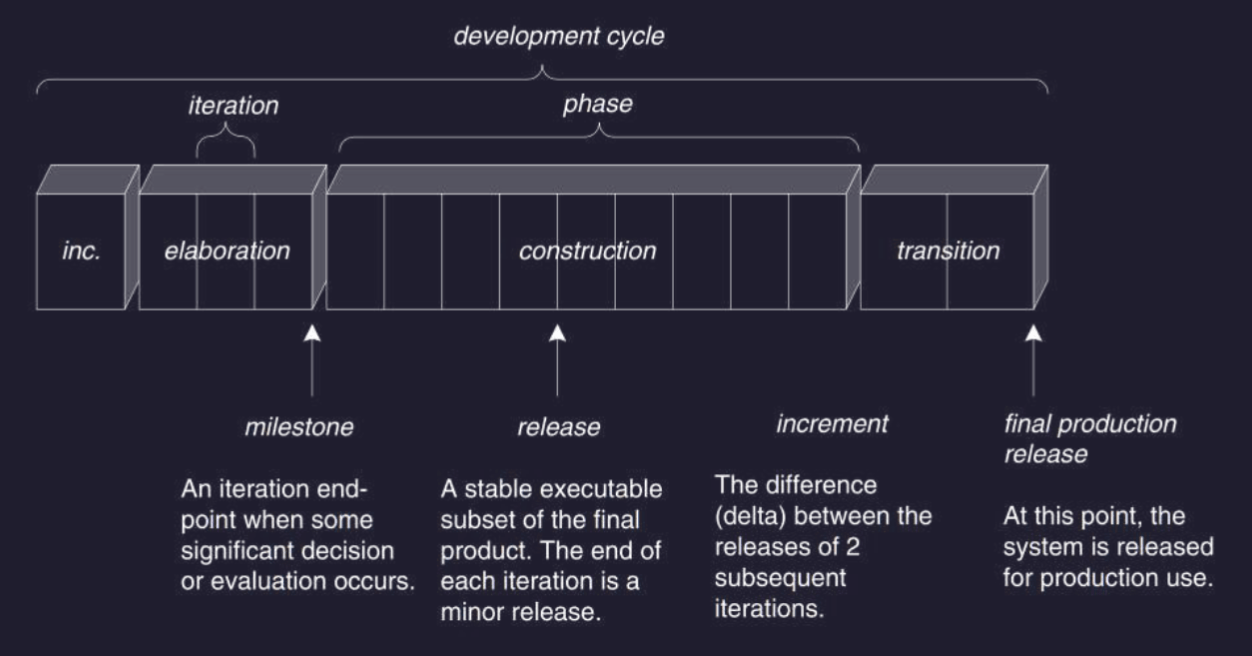 development cycle
iteration
phase
inc.
elaboration
construction
transition
milestone
An iteration end-
point when some
significant decision
or evaluation occurs.
release
A stable executable
subset of the final
product. The end of
each iteration is a
minor release.
increment
The difference
(delta) between the
releases of 2
subsequent
iterations.
final production
release
At this point, the
system is released
for production use.